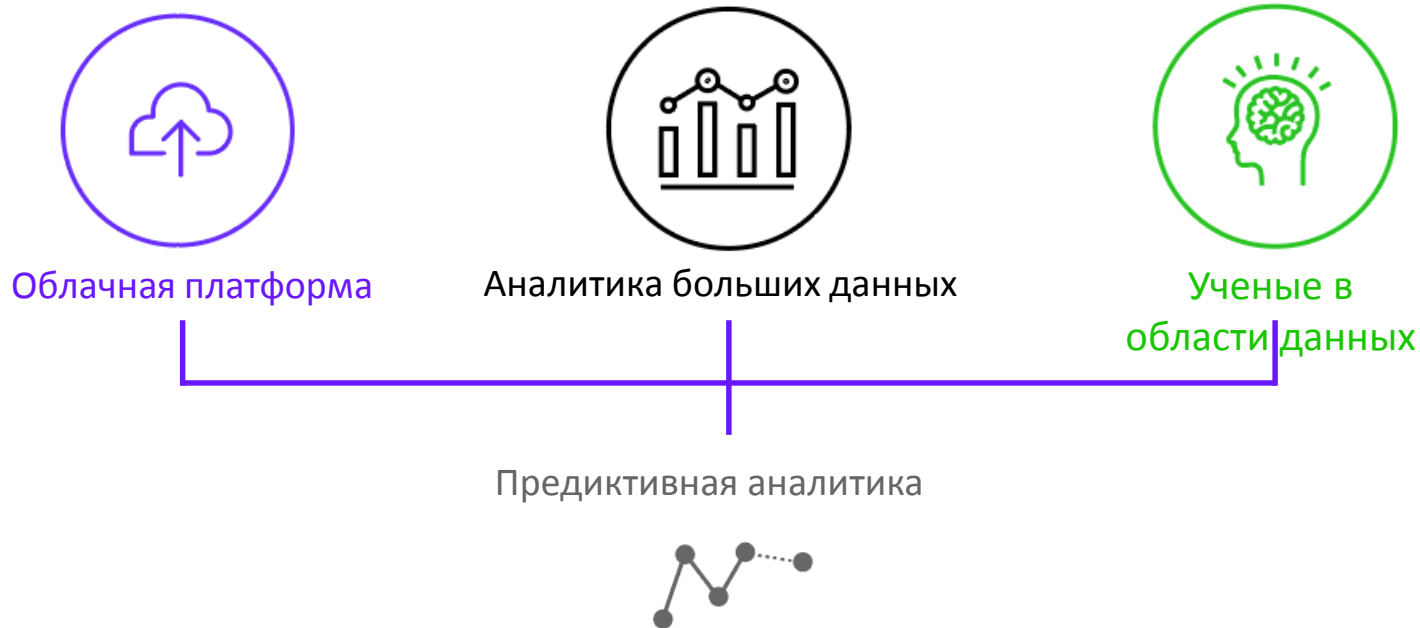 Облачная платформа
Аналитика больших данных
Ученые в
области данных
Предиктивная аналитика